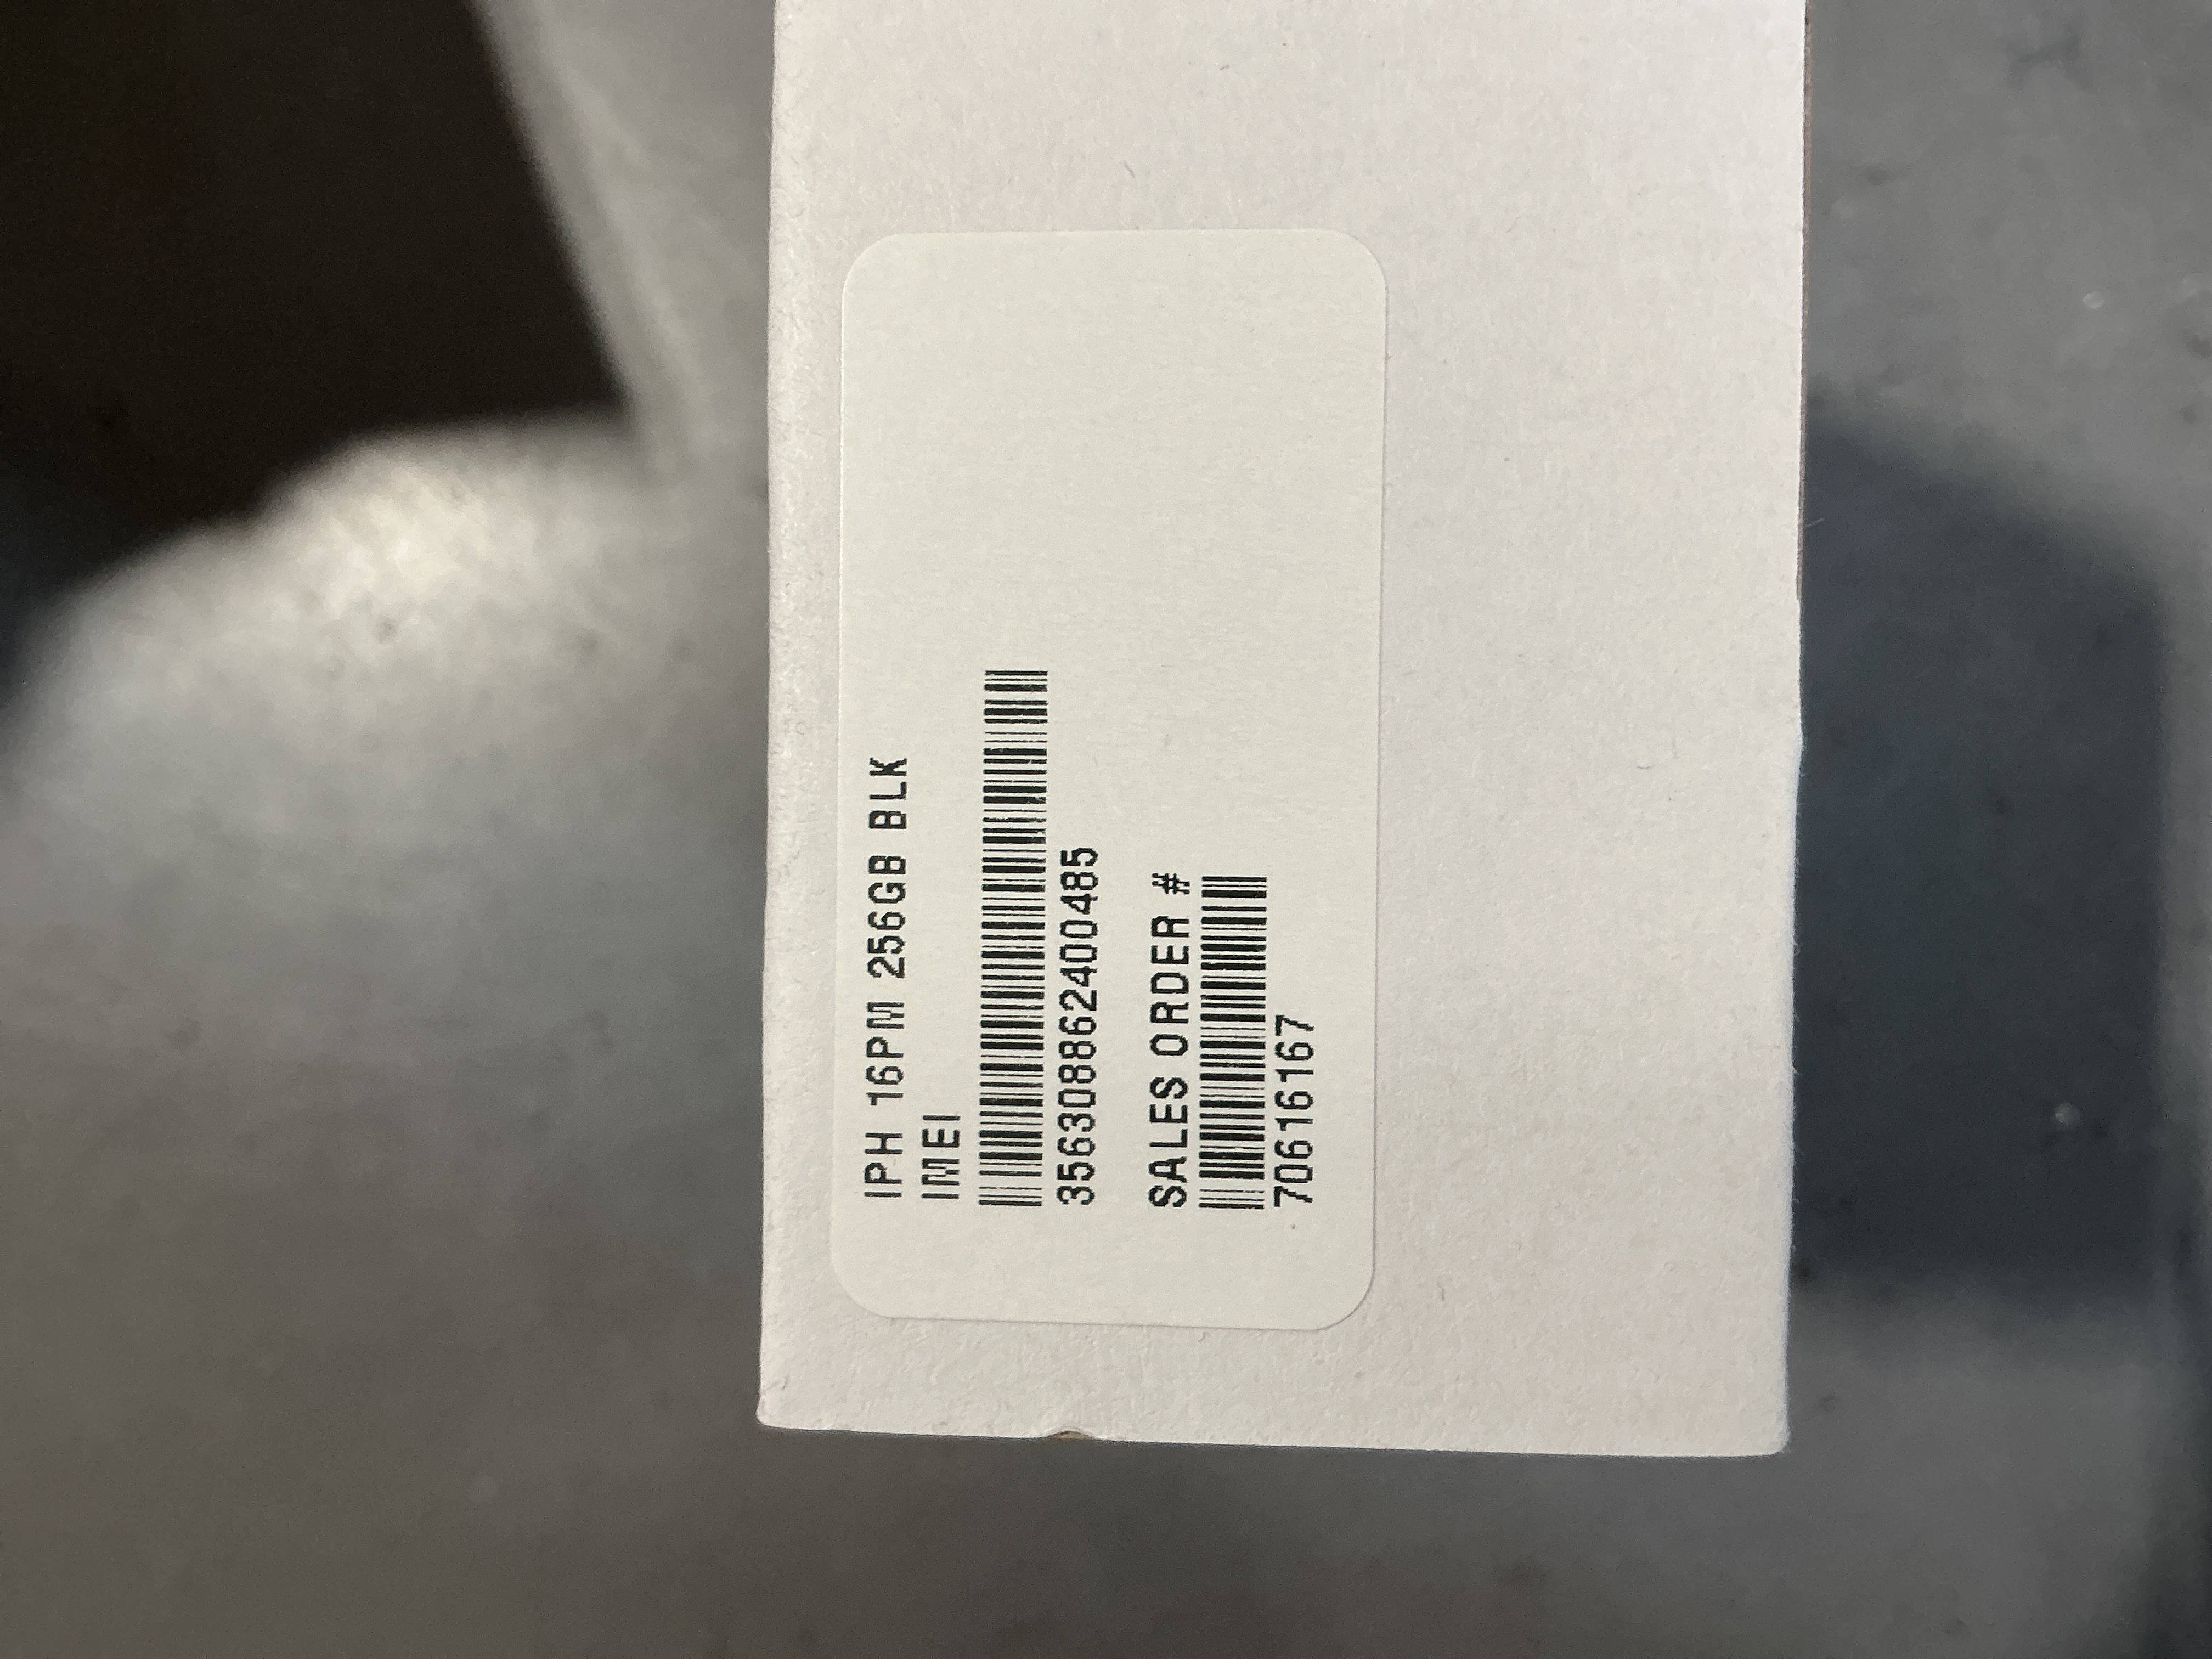 IPH 16PM 256GB BLK
IMEI
356308862400485
SALES ORDER #
70616167